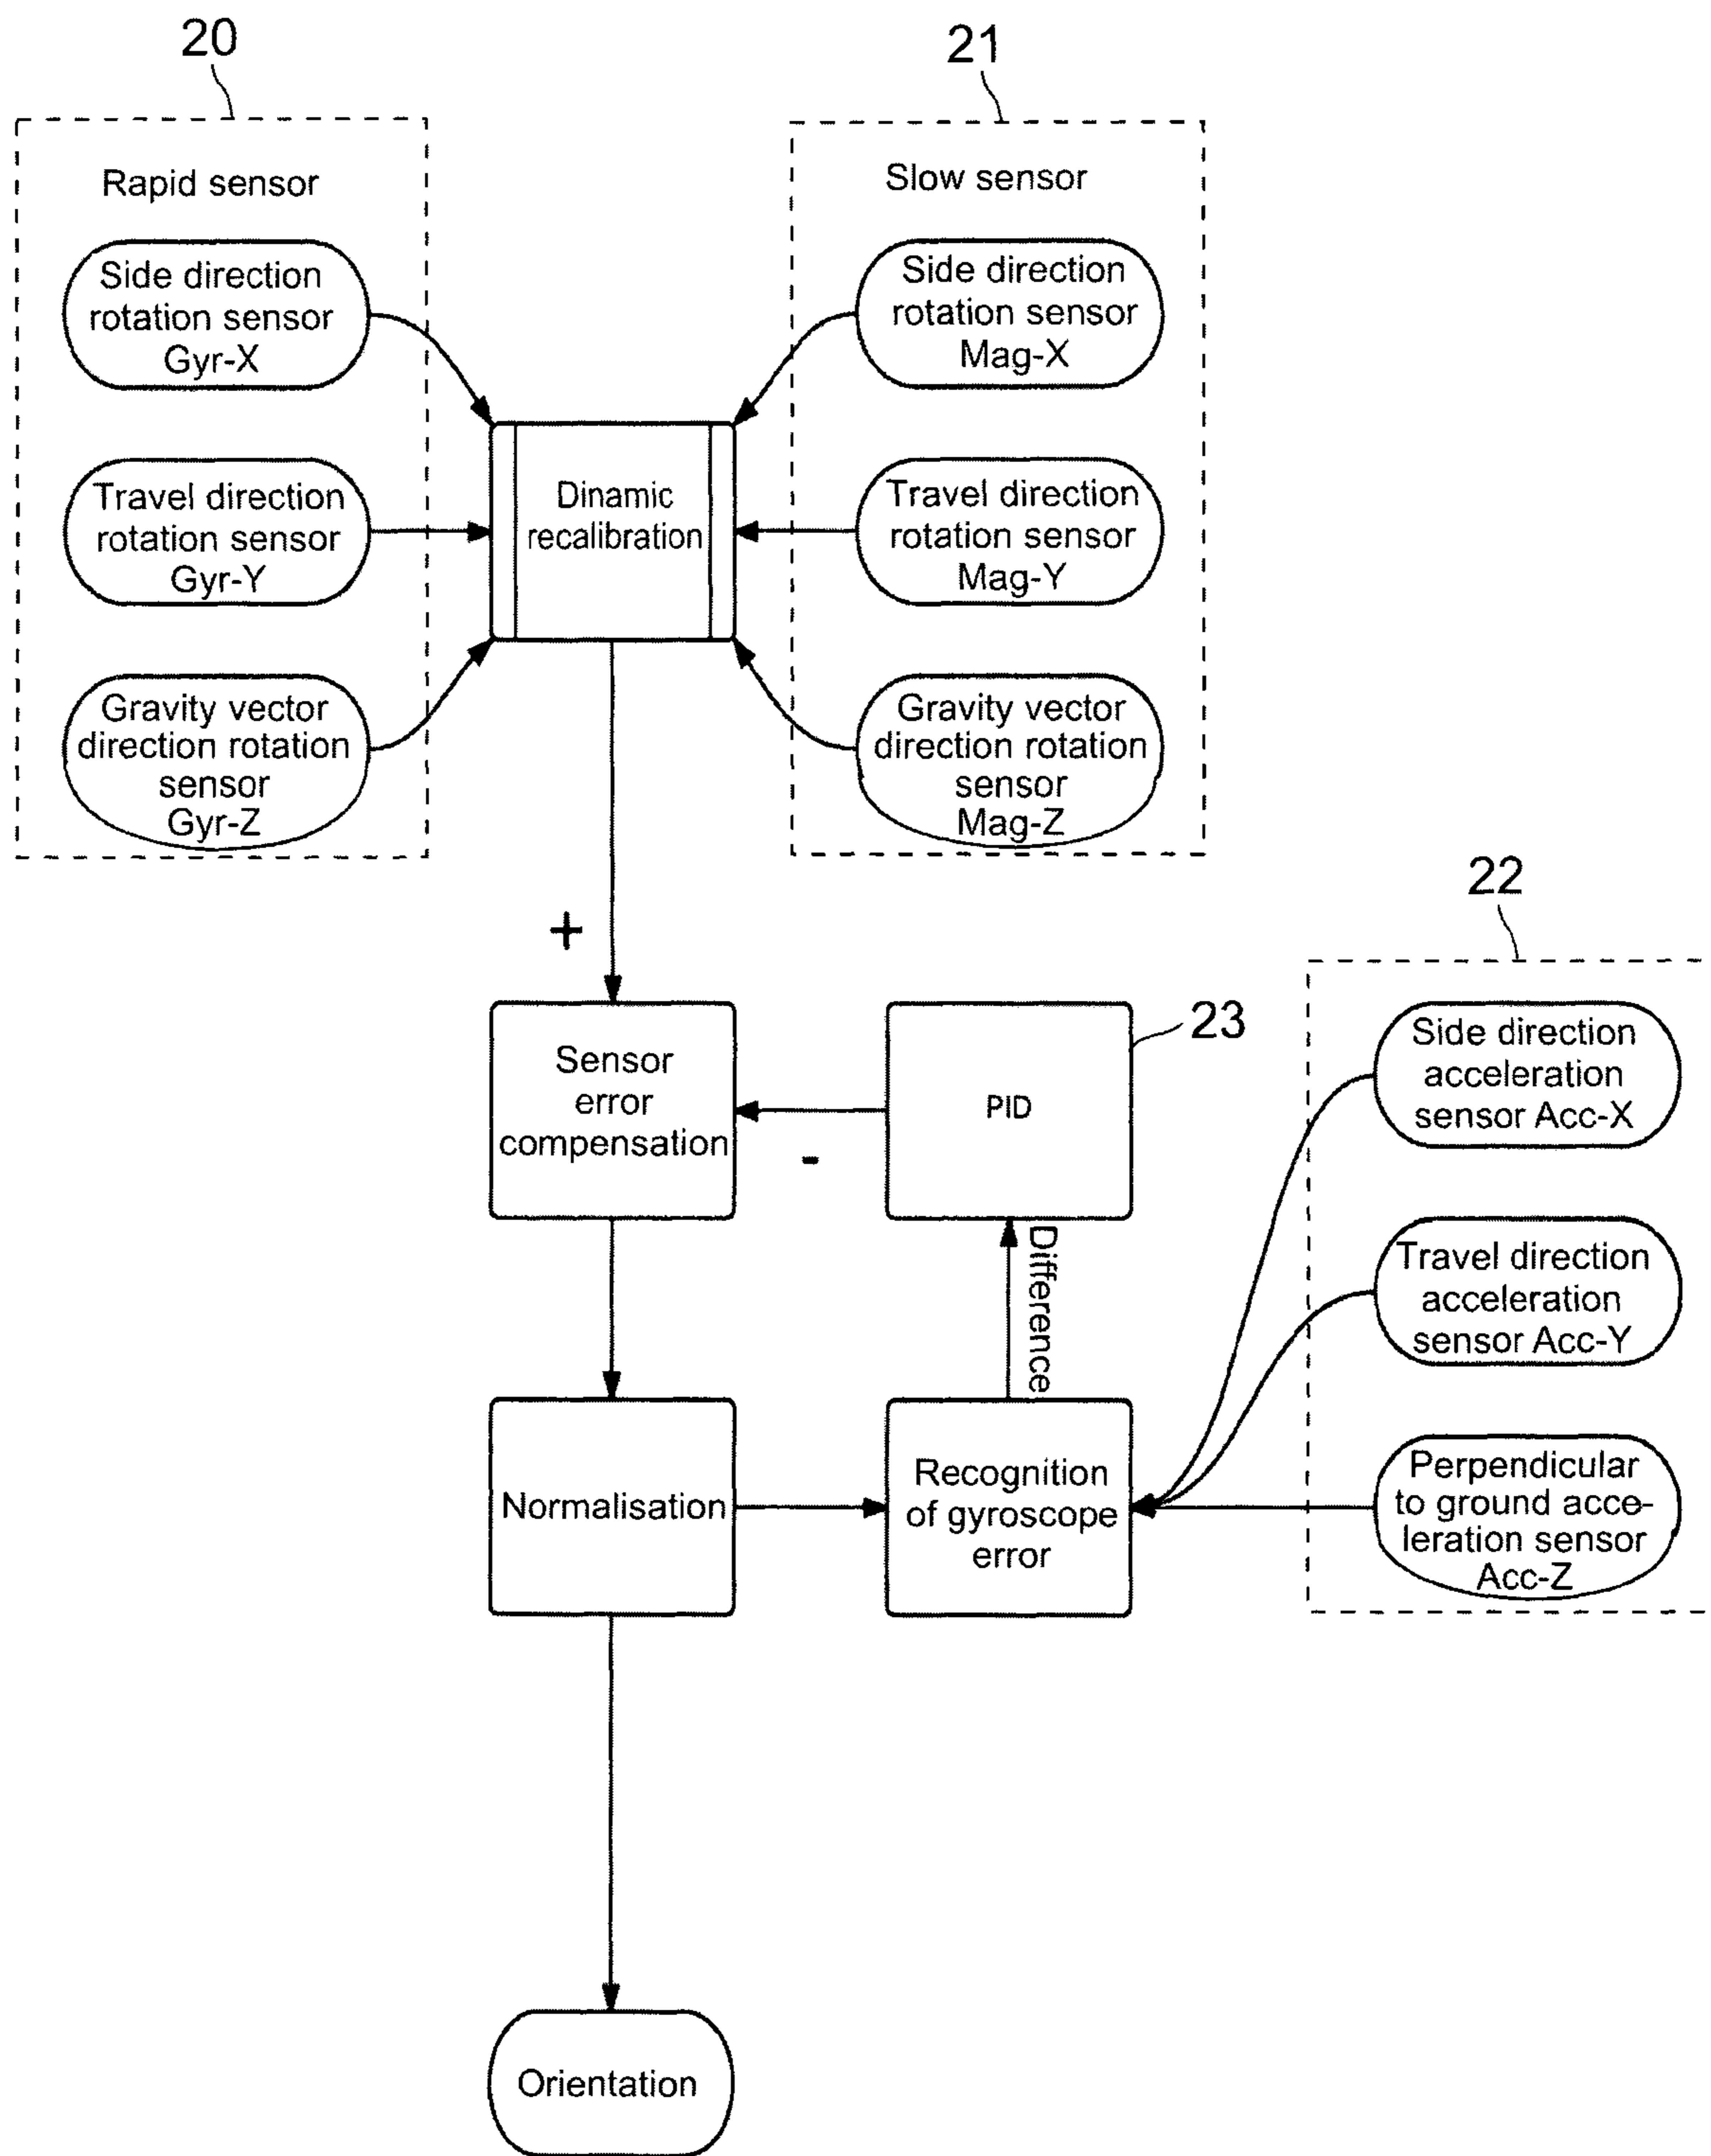 20
21
Rapid sensor
Slow sensor
Side direction
rotation sensor
Gyr-X
Side direction
rotation sensor
Mag-X
Travel direction
rotation sensor
Gyr-Y
Dinamic
recalibration
Travel direction
rotation sensor
Mag-Y
Gravity vector
direction rotation
sensor
Gyr-Z
Gravity vector
direction rotation
sensor
Mag-Z
+
22
Sensor
error
compensation
-
PID
23
Side direction
acceleration
sensor Acc-X
Difference
Travel direction
acceleration
sensor Acc-Y
Normalisation
Recognition
of gyroscope
error
Perpendicular
to ground acce-
leration sensor
Acc-Z
Orientation